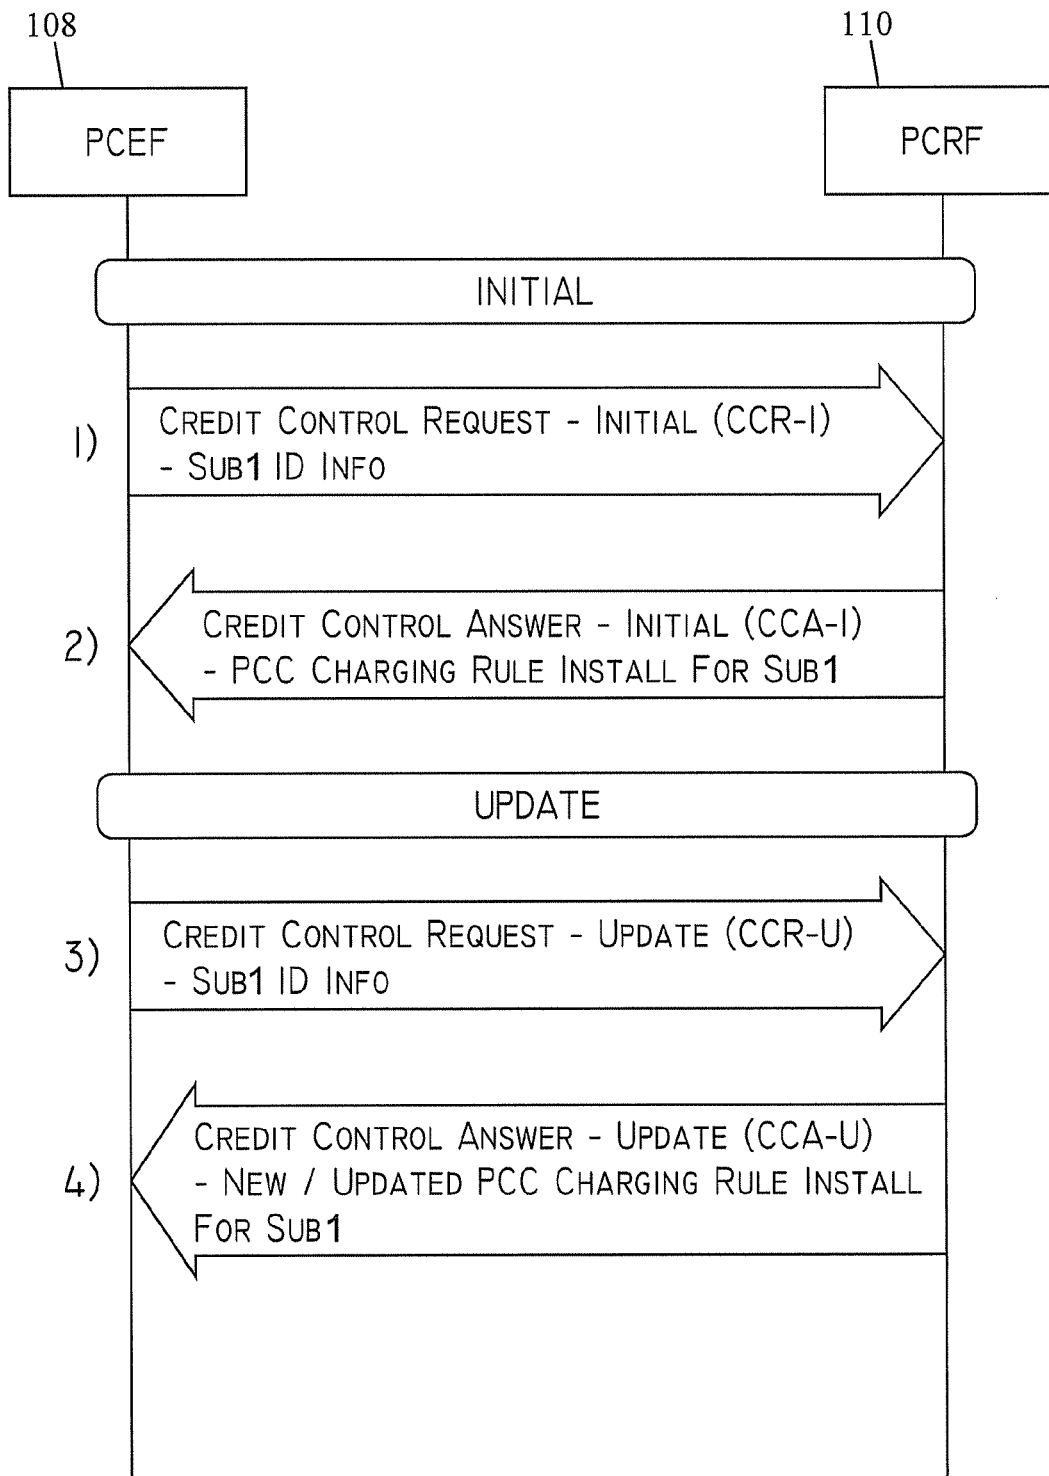 108
110
PCEF
PCRF
INITIAL
1)
CREDIT CONTROL REQUEST - INITIAL (CCR-I)
- SUB1 ID INFO
2)
CREDIT CONTROL ANSWER - INITIAL (CCA-I)
- PCC CHARGING RULE INSTALL FOR SUB1
UPDATE
3)
CREDIT CONTROL REQUEST - UPDATE (CCR-U)
- SUB1 ID INFO
4)
CREDIT CONTROL ANSWER - UPDATE (CCA-U)
- NEW / UPDATED PCC CHARGING RULE INSTALL
FOR SUB1